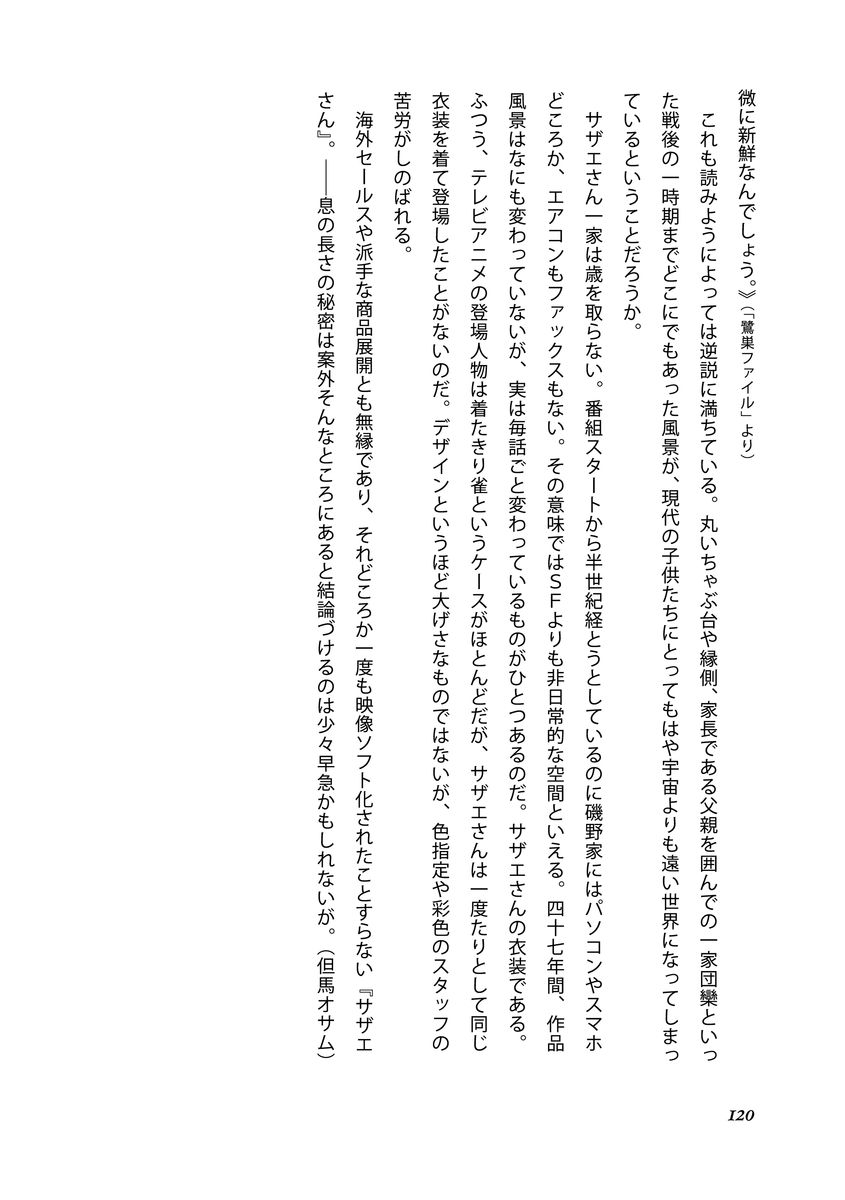 微に新鮮なんでしょう。》（「鷺巣ファイル」より）
これも読みようによっては逆説に満ちている。丸いちゃぶ台や縁側、家長である父親を囲んでの一家団欒といっ
た戦後の一時期までどこにでもあった風景が、現代の子供たちにとってもはや宇宙よりも遠い世界になってしまっ
ているということだろうか。
サザエさん一家は歳を取らない。番組スタートから半世紀経とうとしているのに磯野家にはパソコンやスマホ
どころか、エアコンもファックスもない。その意味ではＳＦよりも非日常的な空間といえる。四十七年間、作品
風景はなにも変わっていないが、実は毎話ごと変わっているものがひとつあるのだ。サザエさんの衣装である。
ふつう、テレビアニメの登場人物は着たきり雀というケースがほとんどだが、サザエさんは一度たりとして同じ
衣装を着て登場したことがないのだ。デザインというほど大げさなものではないが、色指定や彩色のスタッフの
苦労がしのばれる。
海外セールスや派手な商品展開とも無縁であり、それどころか一度も映像ソフト化されたことすらない『サザエ
さん』。――息の長さの秘密は案外そんなところにあると結論づけるのは少々早急かもしれないが。（但馬オサム）
120